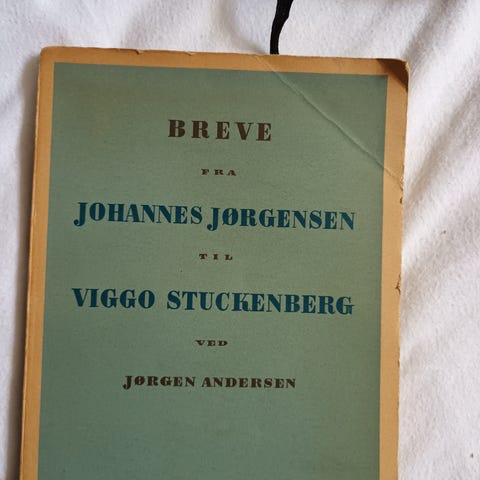 BREVE
FRA
JOHANNES JØRGENSEN
TIL
VIGGO STUCKENBERG
VED
JØRGEN ANDERSEN